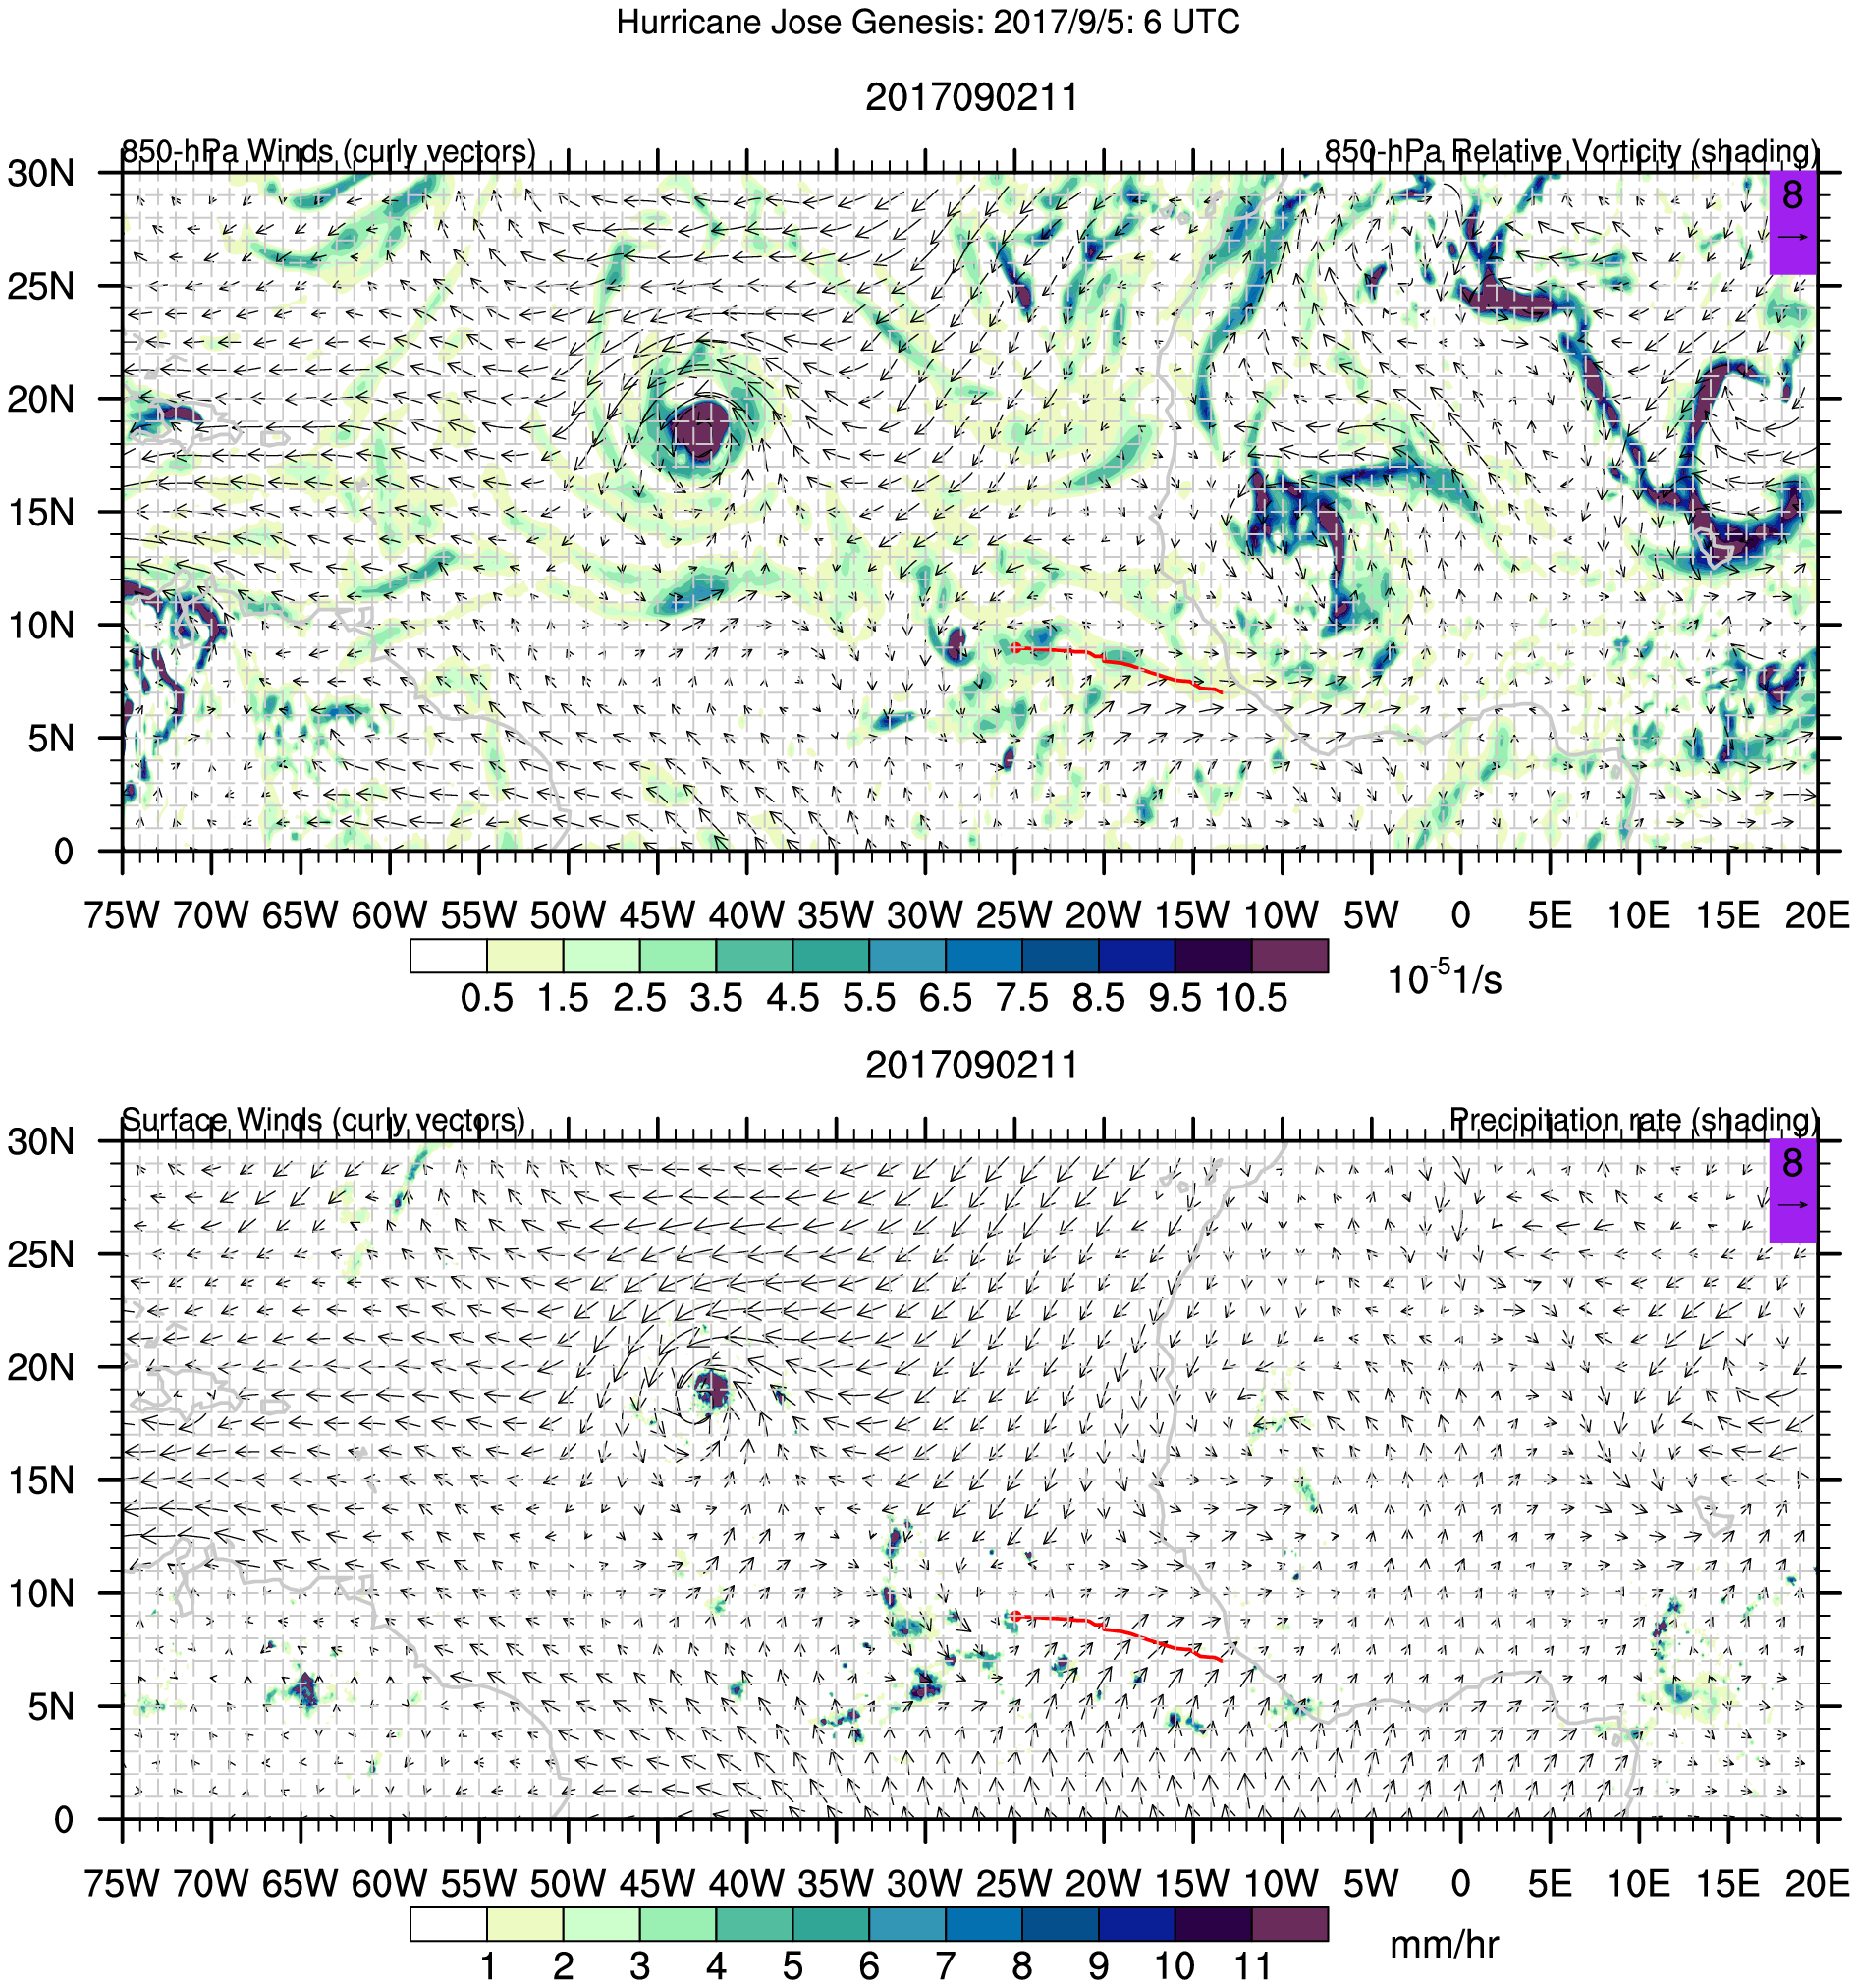 Hurricane Jose Genesis: 2017/9/5: 6 UTC
2017090211
850-hPa Winds (curly vectors)
850-hPa Relative Vorticity (shading)
8
30N
25N
20N
15N
10N
5N
0
75W 70W 65W 60W 55W 50W 45W 40W 35W 30W 25W 20W 15W 10W 5W 0 5E 10E 15E 20E
0.5 1.5 2.5 3.5 4.5 5.5 6.5 7.5 8.5 9.5 10.5
10⁻⁵1/s
2017090211
Surface Winds (curly vectors)
Precipitation rate (shading)
8
30N
25N
20N
15N
10N
5N
0
75W 70W 65W 60W 55W 50W 45W 40W 35W 30W 25W 20W 15W 10W 5W 0 5E 10E 15E 20E
1 2 3 4 5 6 7 8 9 10 11
mm/hr